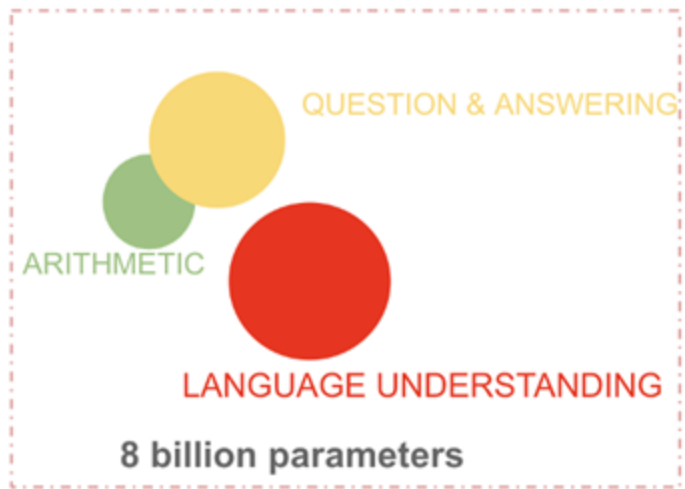 QUESTION & ANSWERING
ARITHMETIC
LANGUAGE UNDERSTANDING
8 billion parameters